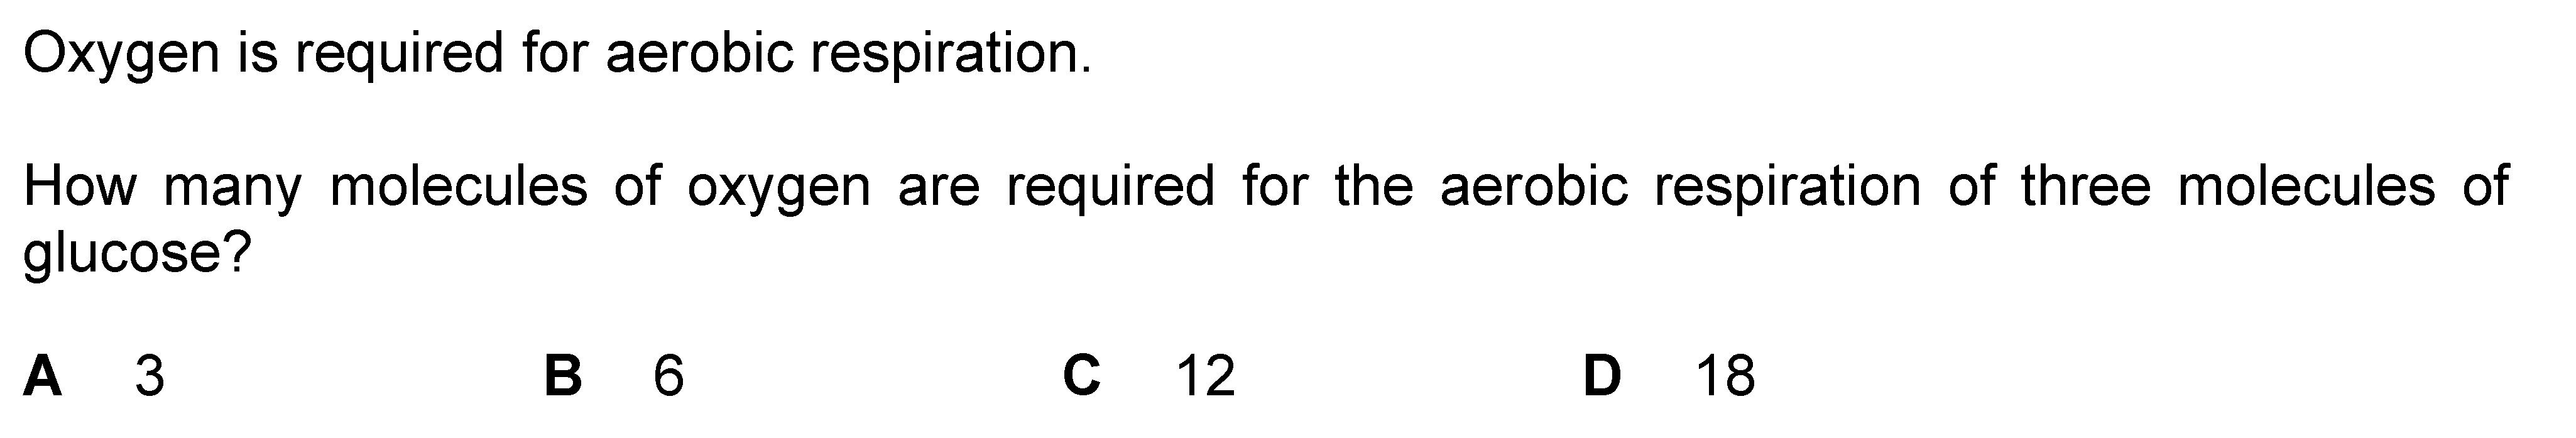 Oxygen is required for aerobic respiration.
How many molecules of oxygen are required for the aerobic respiration of three molecules of
glucose?
A 3 B 6 C 12 D 18